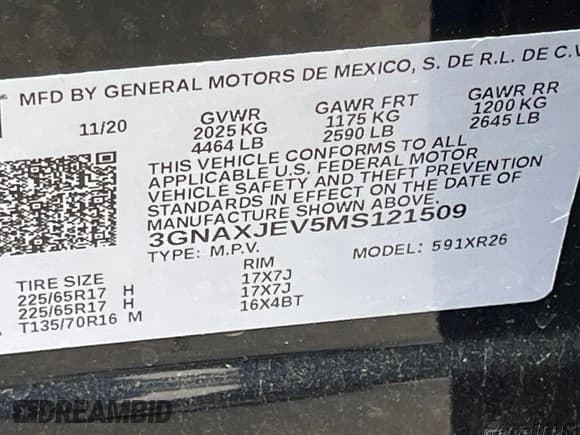 MFD BY GENERAL MOTORS DE MEXICO, S. DE R.L. DE C.V
11/20 GVWR GAWR FRT GAWR RR
2025 KG 1175 KG 1200 KG
4464 LB 2590 LB 2645 LB
THIS VEHICLE CONFORMS TO ALL
APPLICABLE U.S. FEDERAL MOTOR
VEHICLE SAFETY AND THEFT PREVENTION
STANDARDS IN EFFECT ON THE DATE OF
MANUFACTURE SHOWN ABOVE.
3GNAXJEV5MS121509
TYPE: M.P.V. MODEL: 591XR26
TIRE SIZE RIM
225/65R17 H 17X7J
225/65R17 H 17X7J
T135/70R16 M 16X4BT
DREAMBID